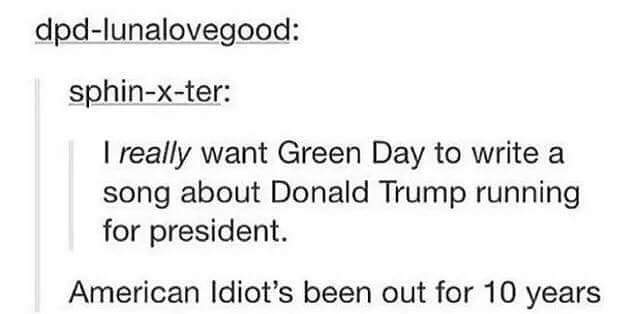 dpd-lunalovegood:
sphin-x-ter:
I really want Green Day to write a
song about Donald Trump running
for president.
American Idiot's been out for 10 years